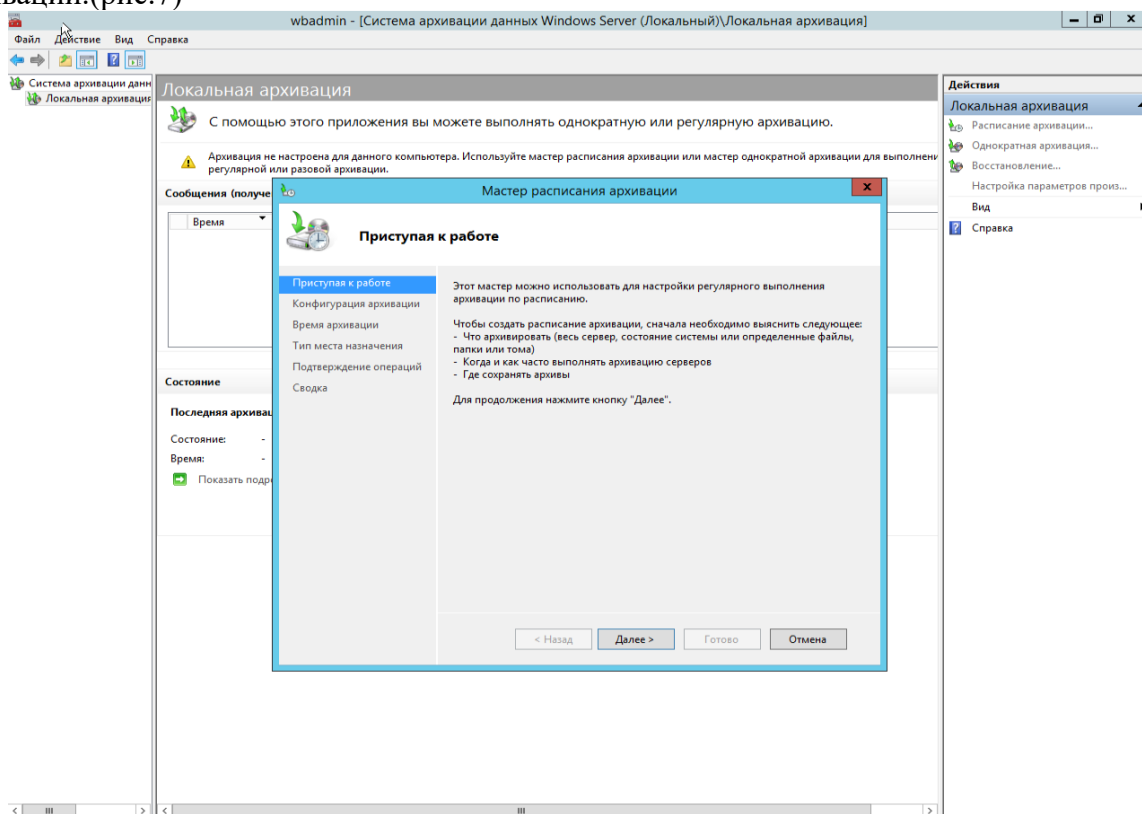 вации.(рис.7)
wbadmin - [Система архивации данных Windows Server (Локальный)\Локальная архивация]
Файл Действие Вид Справка
Система архивации данн
Локальная архивация
Локальная архивация
С помощью этого приложения вы можете выполнять однократную или регулярную архивацию.
Архивация не настроена для данного компьютера. Используйте мастер расписания архивации или мастер однократной архивации для выполнени
регулярной или разовой архивации.
Сообщения (получе
Время
Состояние
Последняя архивац
Состояние: -
Время: -
Показать подр
Мастер расписания архивации
Приступая к работе
Приступая к работе
Конфигурация архивации
Время архивации
Тип места назначения
Подтверждение операций
Сводка
Этот мастер можно использовать для настройки регулярного выполнения
архивации по расписанию.
Чтобы создать расписание архивации, сначала необходимо выяснить следующее:
- Что архивировать (весь сервер, состояние системы или определенные файлы,
папки или тома)
- Когда и как часто выполнять архивацию серверов
- Где сохранять архивы
Для продолжения нажмите кнопку "Далее".
< Назад Далее > Готово Отмена
Действия
Локальная архивация
Расписание архивации...
Однократная архивация...
Восстановление...
Настройка параметров произ...
Вид
Справка